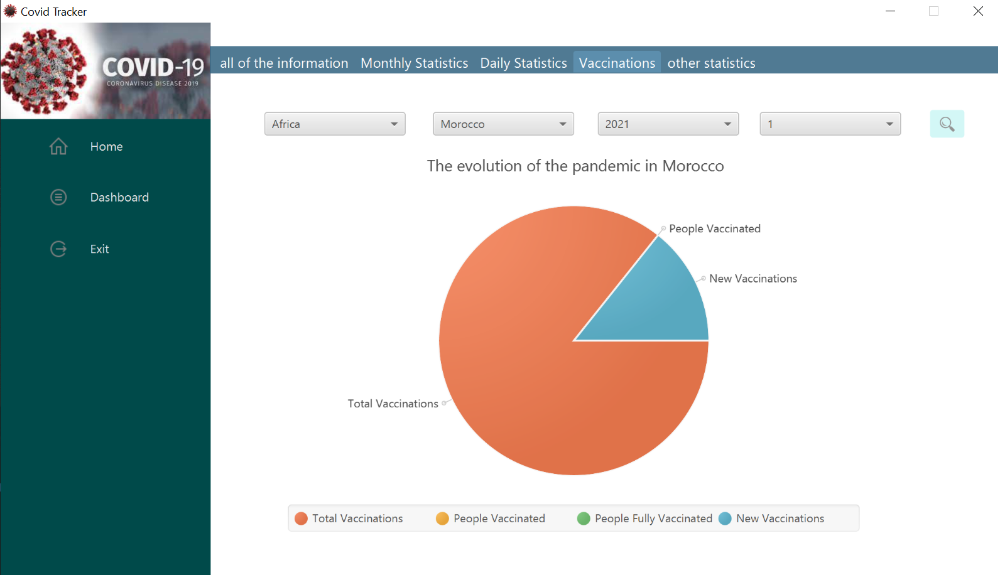 Covid Tracker
COVID-19
CORONAVIRUS DISEASE 2019
all of the information Monthly Statistics Daily Statistics Vaccinations other statistics
Home
Dashboard
Exit
Africa Morocco 2021 1
The evolution of the pandemic in Morocco
People Vaccinated
New Vaccinations
Total Vaccinations
Total Vaccinations People Vaccinated People Fully Vaccinated New Vaccinations